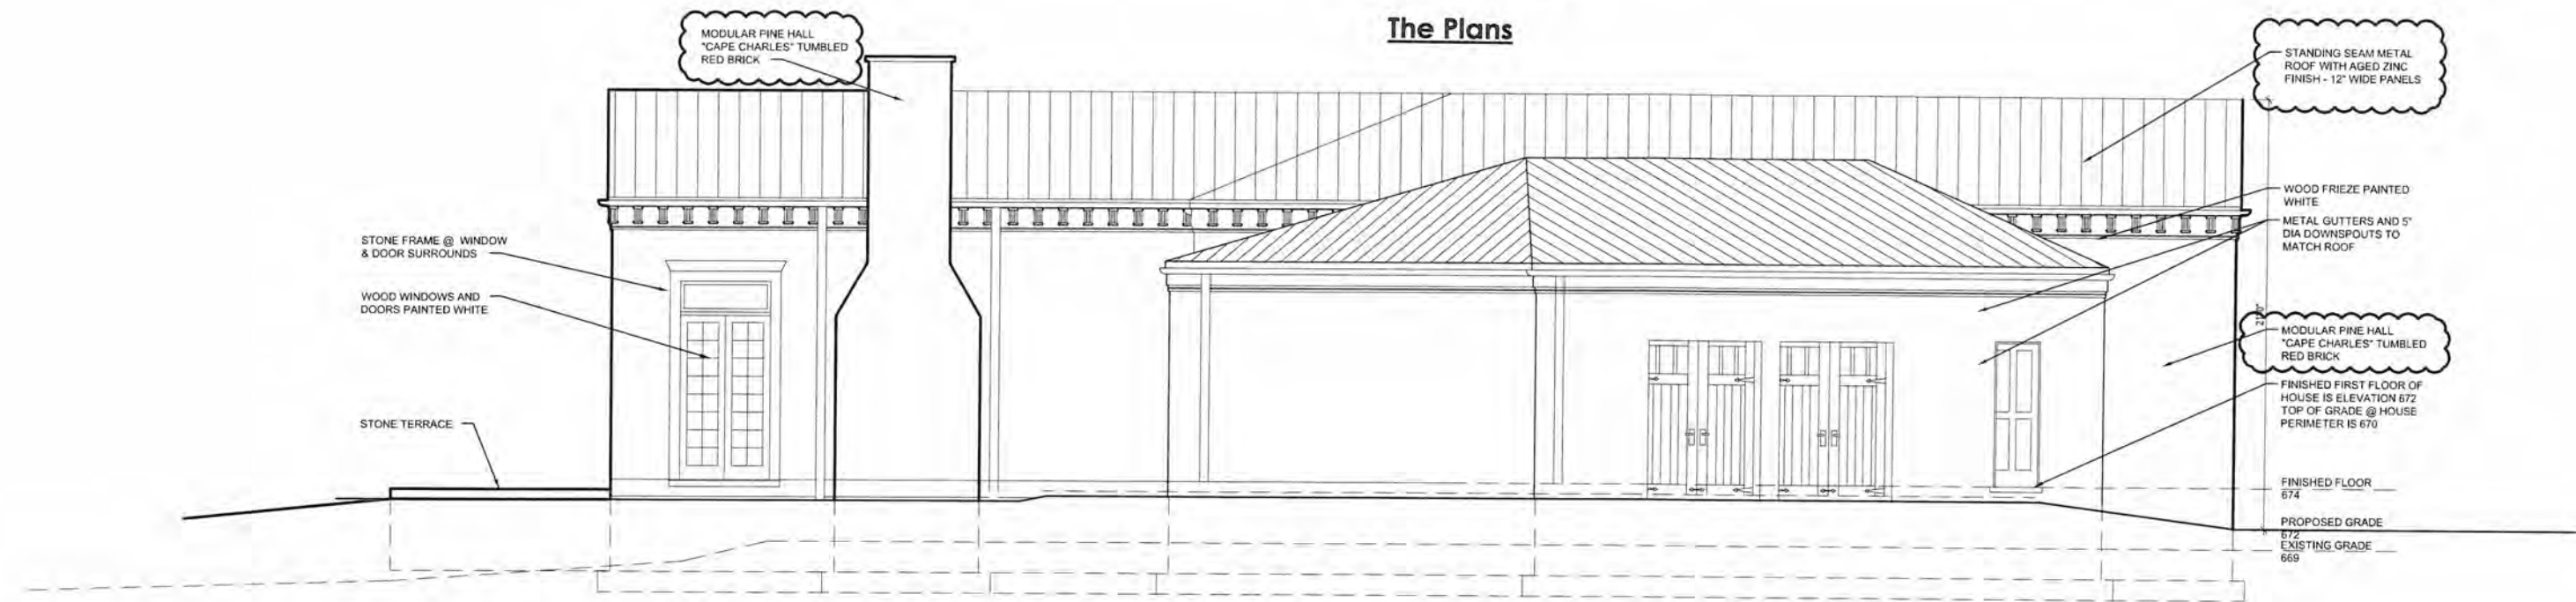 The Plans
MODULAR PINE HALL
"CAPE CHARLES" TUMBLED
RED BRICK
STONE FRAME @ WINDOW
& DOOR SURROUNDS
WOOD WINDOWS AND
DOORS PAINTED WHITE
STONE TERRACE
STANDING SEAM METAL
ROOF WITH AGED ZINC
FINISH - 12" WIDE PANELS
WOOD FRIEZE PAINTED
WHITE
METAL GUTTERS AND 5"
DIA DOWNSPOUTS TO
MATCH ROOF
MODULAR PINE HALL
"CAPE CHARLES" TUMBLED
RED BRICK
FINISHED FIRST FLOOR OF
HOUSE IS ELEVATION 672
TOP OF GRADE @ HOUSE
PERIMETER IS 670
FINISHED FLOOR
674
PROPOSED GRADE
672
EXISTING GRADE
669